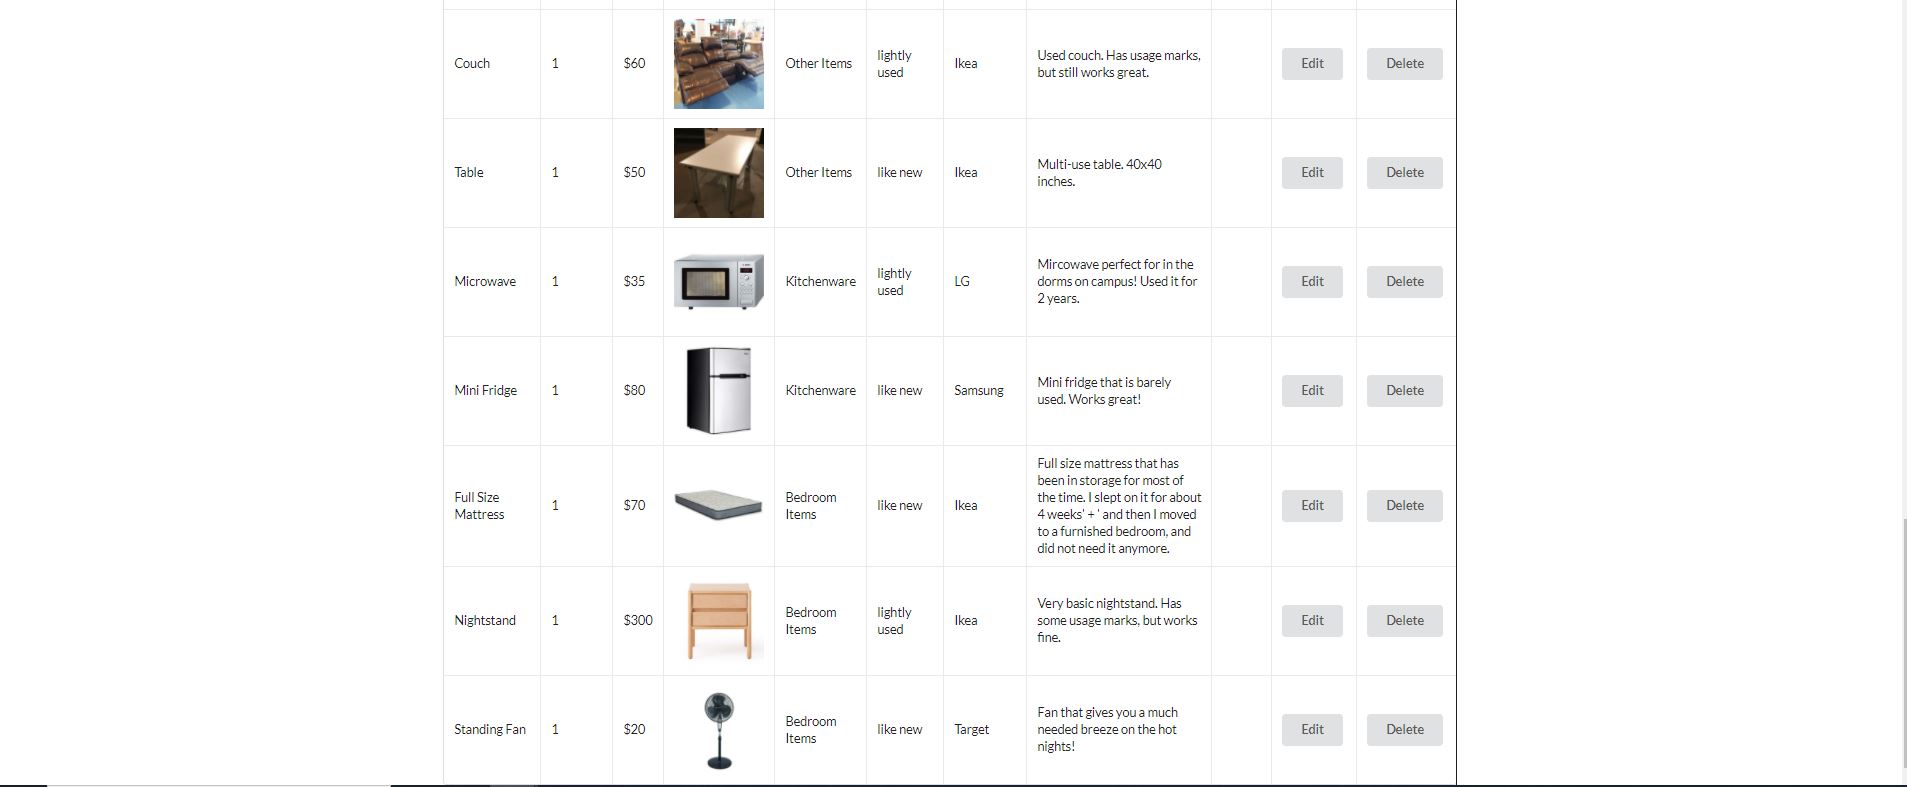 Couch 1 $60 Other Items lightly used Ikea Used couch. Has usage marks, but still works great. Edit Delete
Table 1 $50 Other Items like new Ikea Multi-use table. 40x40 inches. Edit Delete
Microwave 1 $35 Kitchenware lightly used LG Mircowave perfect for in the dorms on campus! Used it for 2 years. Edit Delete
Mini Fridge 1 $80 Kitchenware like new Samsung Mini fridge that is barely used. Works great! Edit Delete
Full Size Mattress 1 $70 Bedroom Items like new Ikea Full size mattress that has been in storage for most of the time. I slept on it for about 4 weeks' + ' and then I moved to a furnished bedroom, and did not need it anymore. Edit Delete
Nightstand 1 $300 Bedroom Items lightly used Ikea Very basic nightstand. Has some usage marks, but works fine. Edit Delete
Standing Fan 1 $20 Bedroom Items like new Target Fan that gives you a much needed breeze on the hot nights! Edit Delete